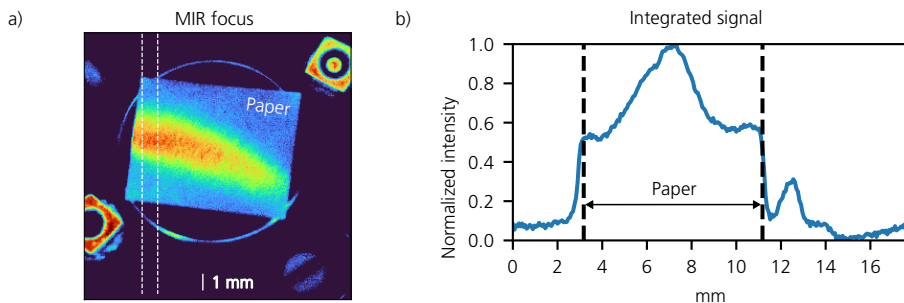 a)
MIR focus
Paper
1 mm
b)
Integrated signal
Normalized intensity
1.0
0.8
0.6
0.4
0.2
0.0
Paper
0 2 4 6 8 10 12 14 16
mm